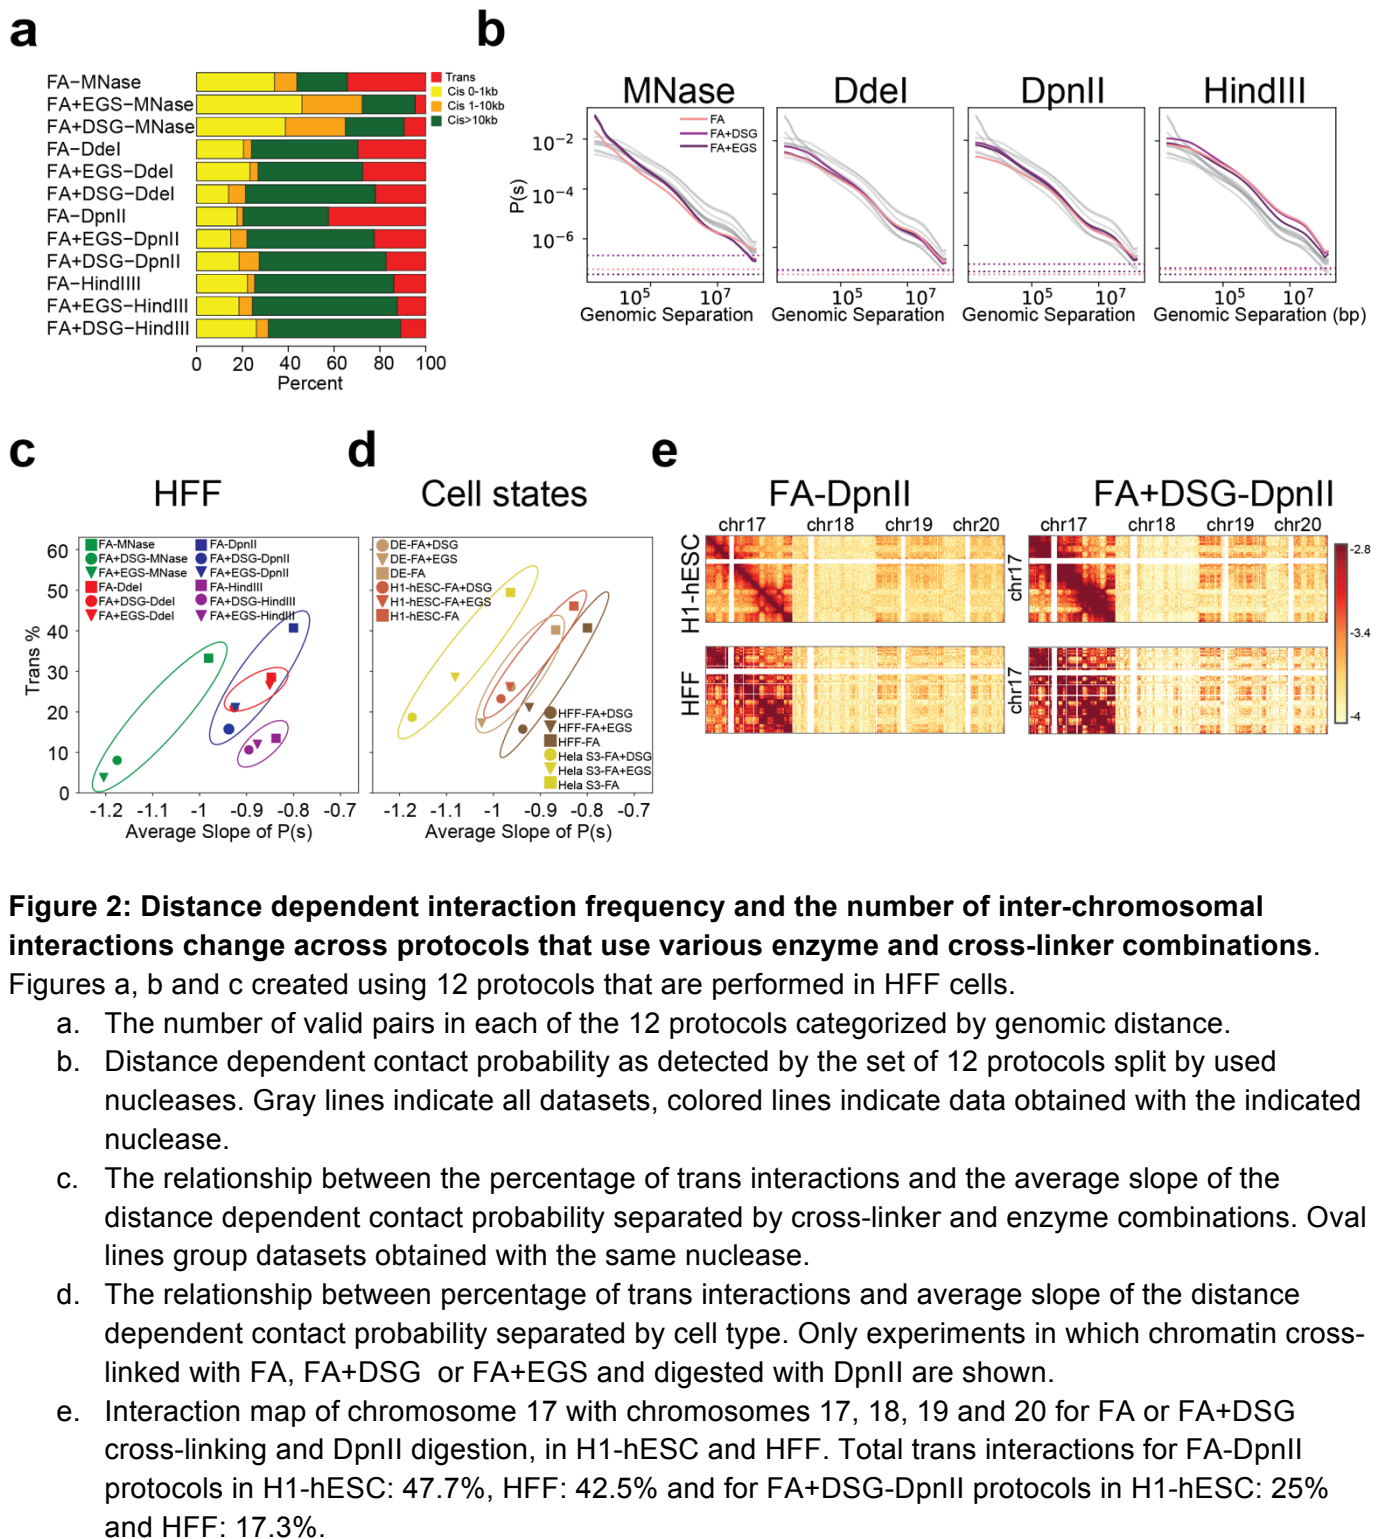 a
FA−MNase
FA+EGS−MNase
FA+DSG−MNase
FA−DdeI
FA+EGS−DdeI
FA+DSG−DdeI
FA−DpnII
FA+EGS−DpnII
FA+DSG−DpnII
FA−HindIIII
FA+EGS−HindIII
FA+DSG−HindIII
0 20 40 60 80 100
Percent
Trans
Cis 0-1kb
Cis 1-10kb
Cis>10kb
b
MNase DdeI DpnII HindIII
FA
FA+DSG
FA+EGS
P(s)
10⁻²
10⁻⁴
10⁻⁶
10⁵ 10⁷ 10⁵ 10⁷ 10⁵ 10⁷ 10⁵ 10⁷
Genomic Separation Genomic Separation Genomic Separation Genomic Separation (bp)
c
HFF
FA-MNase
FA+DSG-MNase
FA+EGS-MNase
FA-DdeI
FA+DSG-DdeI
FA+EGS-DdeI
FA-DpnII
FA+DSG-DpnII
FA+EGS-DpnII
FA-HindIII
FA+DSG-HindIII
FA+EGS-HindIII
Trans %
60
50
40
30
20
10
0
-1.2 -1.1 -1 -0.9 -0.8 -0.7
Average Slope of P(s)
d
Cell states
DE-FA+DSG
DE-FA+EGS
DE-FA
H1-hESC-FA+DSG
H1-hESC-FA+EGS
H1-hESC-FA
HFF-FA+DSG
HFF-FA+EGS
HFF-FA
Hela S3-FA+DSG
Hela S3-FA+EGS
Hela S3-FA
-1.2 -1.1 -1 -0.9 -0.8 -0.7
Average Slope of P(s)
e
FA-DpnII FA+DSG-DpnII
chr17 chr18 chr19 chr20 chr17 chr18 chr19 chr20
H1-hESC
chr17
HFF
chr17
-2.8
-3.4
-4
Figure 2: Distance dependent interaction frequency and the number of inter-chromosomal
interactions change across protocols that use various enzyme and cross-linker combinations.
Figures a, b and c created using 12 protocols that are performed in HFF cells.
a. The number of valid pairs in each of the 12 protocols categorized by genomic distance.
b. Distance dependent contact probability as detected by the set of 12 protocols split by used
nucleases. Gray lines indicate all datasets, colored lines indicate data obtained with the indicated
nuclease.
c. The relationship between the percentage of trans interactions and the average slope of the
distance dependent contact probability separated by cross-linker and enzyme combinations. Oval
lines group datasets obtained with the same nuclease.
d. The relationship between percentage of trans interactions and average slope of the distance
dependent contact probability separated by cell type. Only experiments in which chromatin cross-
linked with FA, FA+DSG or FA+EGS and digested with DpnII are shown.
e. Interaction map of chromosome 17 with chromosomes 17, 18, 19 and 20 for FA or FA+DSG
cross-linking and DpnII digestion, in H1-hESC and HFF. Total trans interactions for FA-DpnII
protocols in H1-hESC: 47.7%, HFF: 42.5% and for FA+DSG-DpnII protocols in H1-hESC: 25%
and HFF: 17.3%.